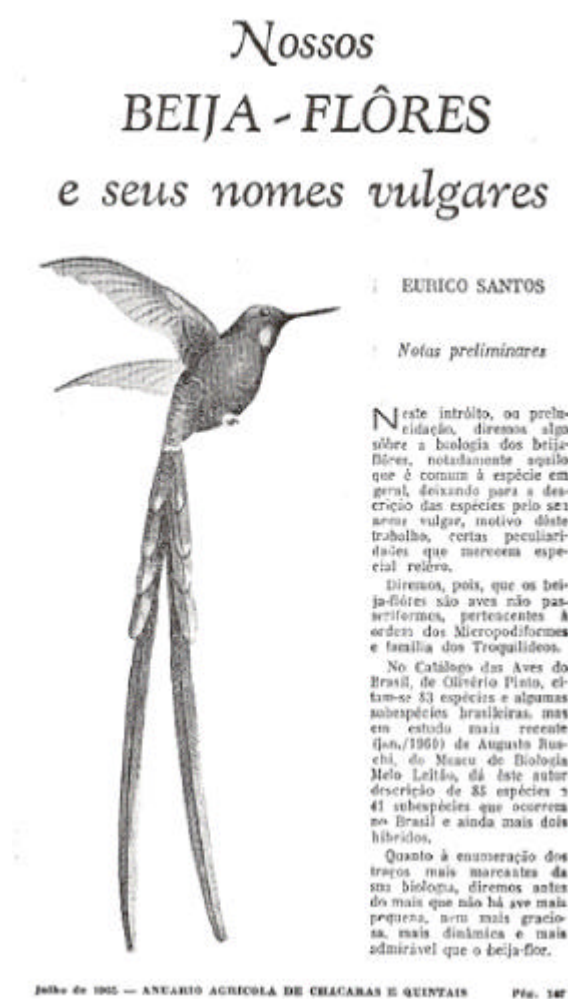 Nossos
BEIJA-FLÔRES
e seus nomes vulgares
EURICO SANTOS
Notas preliminares
Neste intróito, ou prelu-
cidação, diremos algo
sôbre a biologia dos beija-
flôres, notadamente aquilo
que é comum à espécie em
geral, deixando para a des-
crição das espécies pelo seu
nome vulgar, motivo dêste
trabalho, certas peculiari-
dades que merecem espe-
cial relêvo.
Diremos, pois, que os bei-
ja-flôres são aves não pas-
seriformes, pertencentes à
ordem dos Micropodiformes
e família dos Troquilídeos.
No Catálogo das Aves do
Brasil, de Olivério Pinto, ci-
tam-se 83 espécies e algumas
subespécies brasileiras, mas
em estudo mais recente
(jan./1960) de Augusto Rus-
chi, do Museu de Biologia
Melo Leitão, dá êste autor
descrição de 85 espécies e
41 subespécies que ocorrem
no Brasil e ainda mais dois
híbridos.
Quanto à enumeração dos
traços mais marcantes da
sua biologia, diremos antes
do mais que não há ave mais
pequena, nem mais gracio-
sa, mais dinâmica e mais
admirável que o beija-flor.
Julho de 1965 — ANUÁRIO AGRÍCOLA DE CHÁCARAS E QUINTAIS Pág. 147